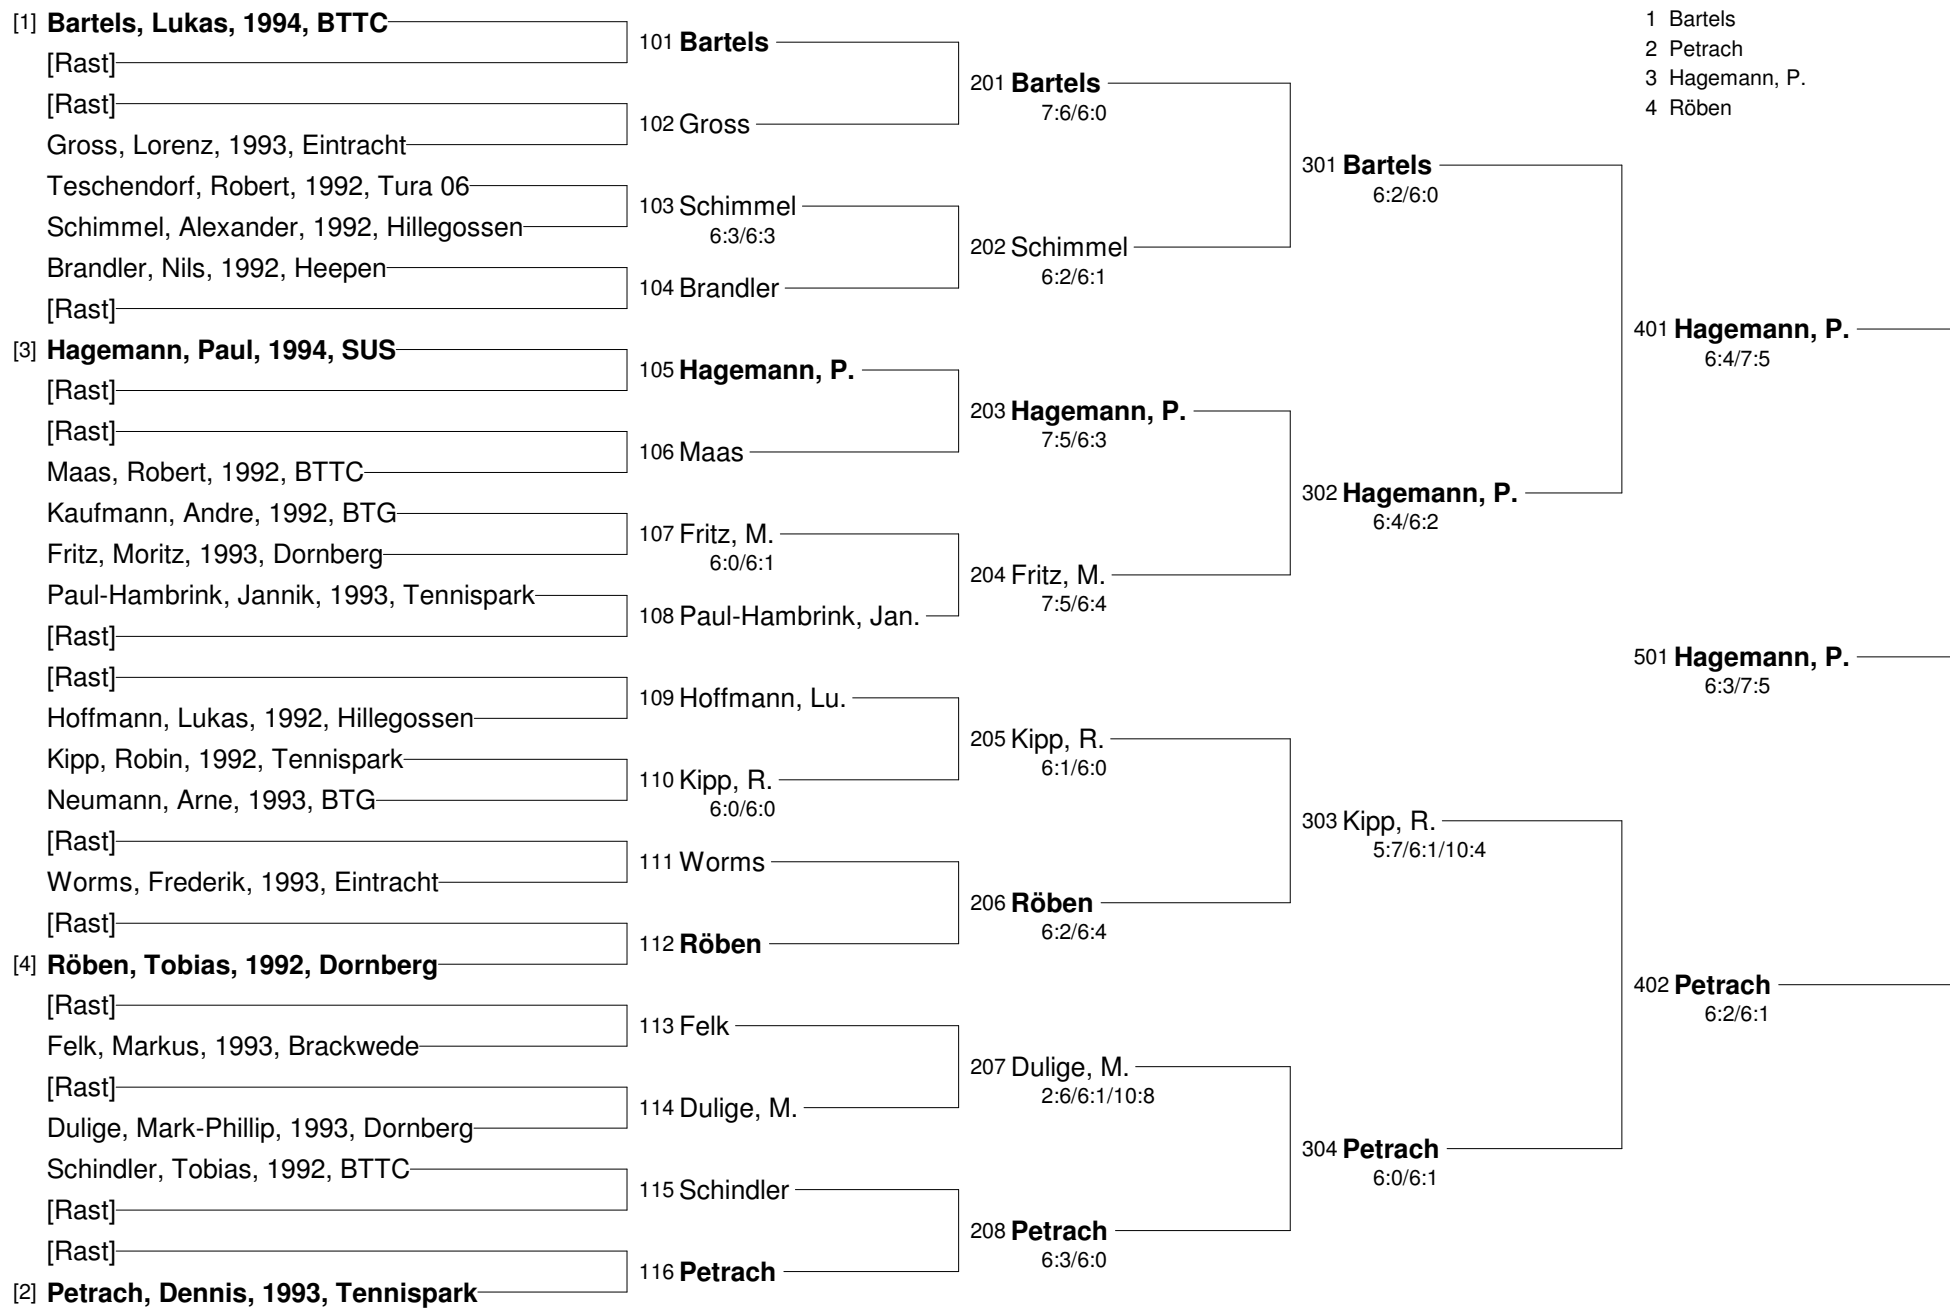 [1] Bartels, Lukas, 1994, BTTC
[Rast]
[Rast]
Gross, Lorenz, 1993, Eintracht
Teschendorf, Robert, 1992, Tura 06
Schimmel, Alexander, 1992, Hillegossen
Brandler, Nils, 1992, Heepen
[Rast]
[3] Hagemann, Paul, 1994, SUS
[Rast]
[Rast]
Maas, Robert, 1992, BTTC
Kaufmann, Andre, 1992, BTG
Fritz, Moritz, 1993, Dornberg
Paul-Hambrink, Jannik, 1993, Tennispark
[Rast]
[Rast]
Hoffmann, Lukas, 1992, Hillegossen
Kipp, Robin, 1992, Tennispark
Neumann, Arne, 1993, BTG
[Rast]
Worms, Frederik, 1993, Eintracht
[Rast]
[4] Röben, Tobias, 1992, Dornberg
[Rast]
Felk, Markus, 1993, Brackwede
[Rast]
Dulige, Mark-Phillip, 1993, Dornberg
Schindler, Tobias, 1992, BTTC
[Rast]
[Rast]
[2] Petrach, Dennis, 1993, Tennispark
101 Bartels
102 Gross
103 Schimmel
6:3/6:3
104 Brandler
105 Hagemann, P.
106 Maas
107 Fritz, M.
6:0/6:1
108 Paul-Hambrink, Jan.
109 Hoffmann, Lu.
110 Kipp, R.
6:0/6:0
111 Worms
112 Röben
113 Felk
114 Dulige, M.
115 Schindler
116 Petrach
201 Bartels
7:6/6:0
202 Schimmel
6:2/6:1
203 Hagemann, P.
7:5/6:3
204 Fritz, M.
7:5/6:4
205 Kipp, R.
6:1/6:0
206 Röben
6:2/6:4
207 Dulige, M.
2:6/6:1/10:8
208 Petrach
6:3/6:0
301 Bartels
6:2/6:0
302 Hagemann, P.
6:4/6:2
303 Kipp, R.
5:7/6:1/10:4
304 Petrach
6:0/6:1
1 Bartels
2 Petrach
3 Hagemann, P.
4 Röben
401 Hagemann, P.
6:4/7:5
501 Hagemann, P.
6:3/7:5
402 Petrach
6:2/6:1